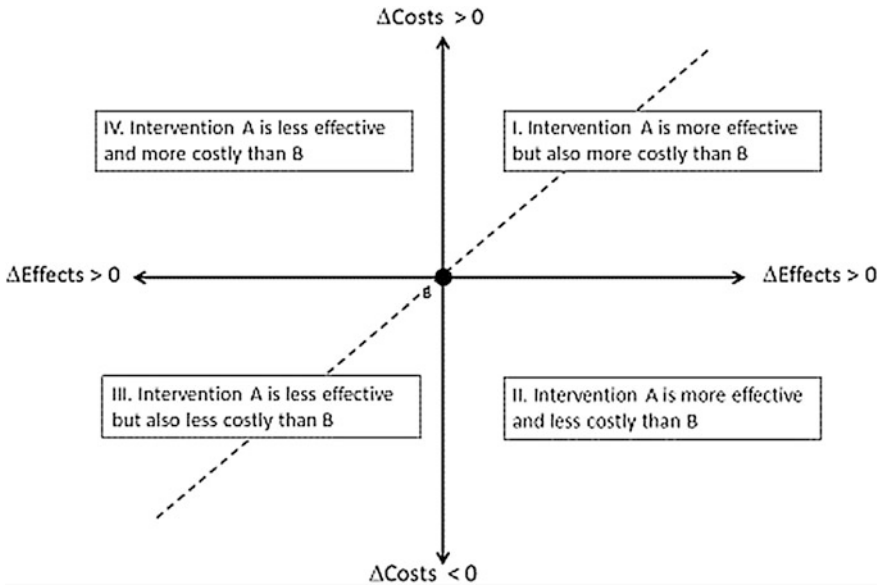 ΔCosts > 0
IV. Intervention A is less effective
and more costly than B
I. Intervention A is more effective
but also more costly than B
ΔEffects > 0
ΔEffects > 0
B
III. Intervention A is less effective
but also less costly than B
II. Intervention A is more effective
and less costly than B
ΔCosts < 0